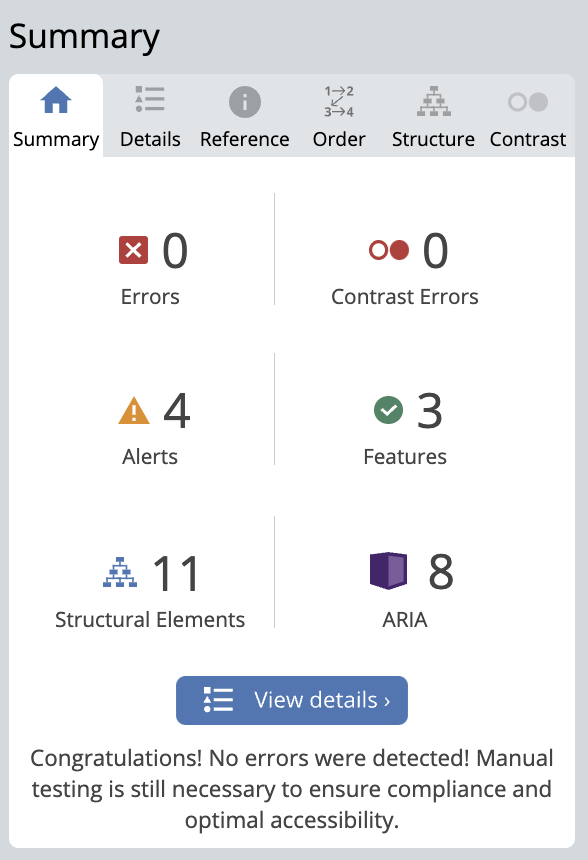 Summary
Summary Details Reference 1→2 3→4 Order Structure Contrast
0
Errors
0
Contrast Errors
4
Alerts
3
Features
11
Structural Elements
8
ARIA
View details ›
Congratulations! No errors were detected! Manual
testing is still necessary to ensure compliance and
optimal accessibility.